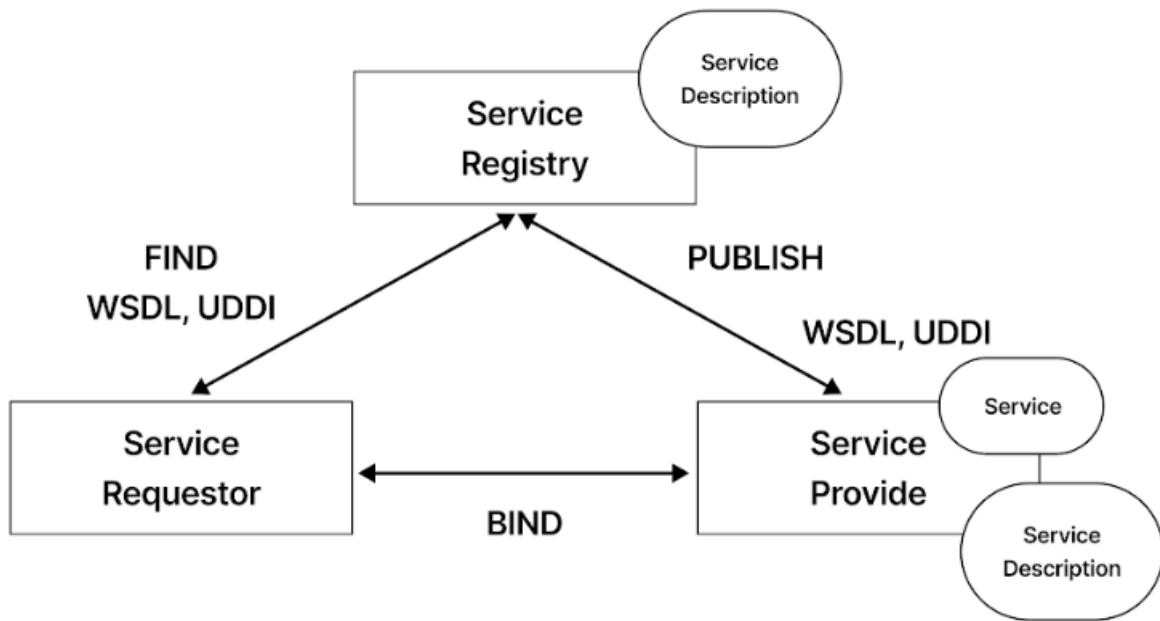 Service
Description
Service
Registry
FIND
WSDL, UDDI
PUBLISH
WSDL, UDDI
Service
Requestor
BIND
Service
Provide
Service
Service
Description